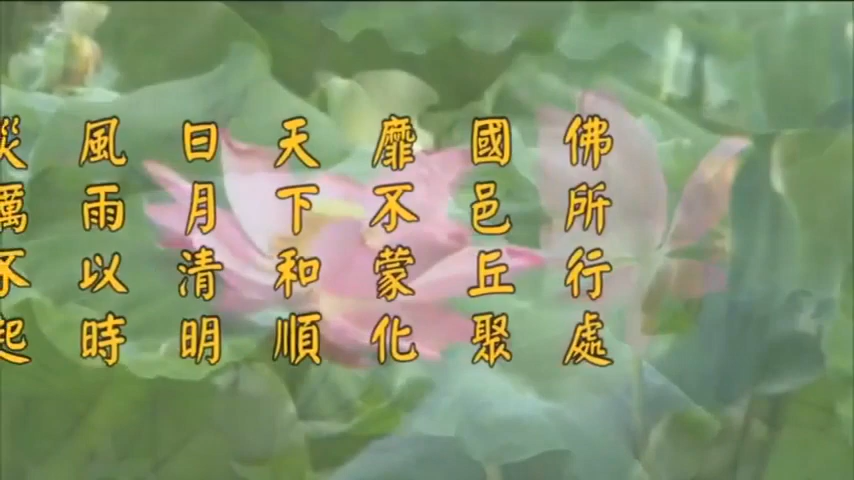 佛所行處
國邑丘聚
靡不蒙化
天下和順
日月清明
風雨以時
災厲不起